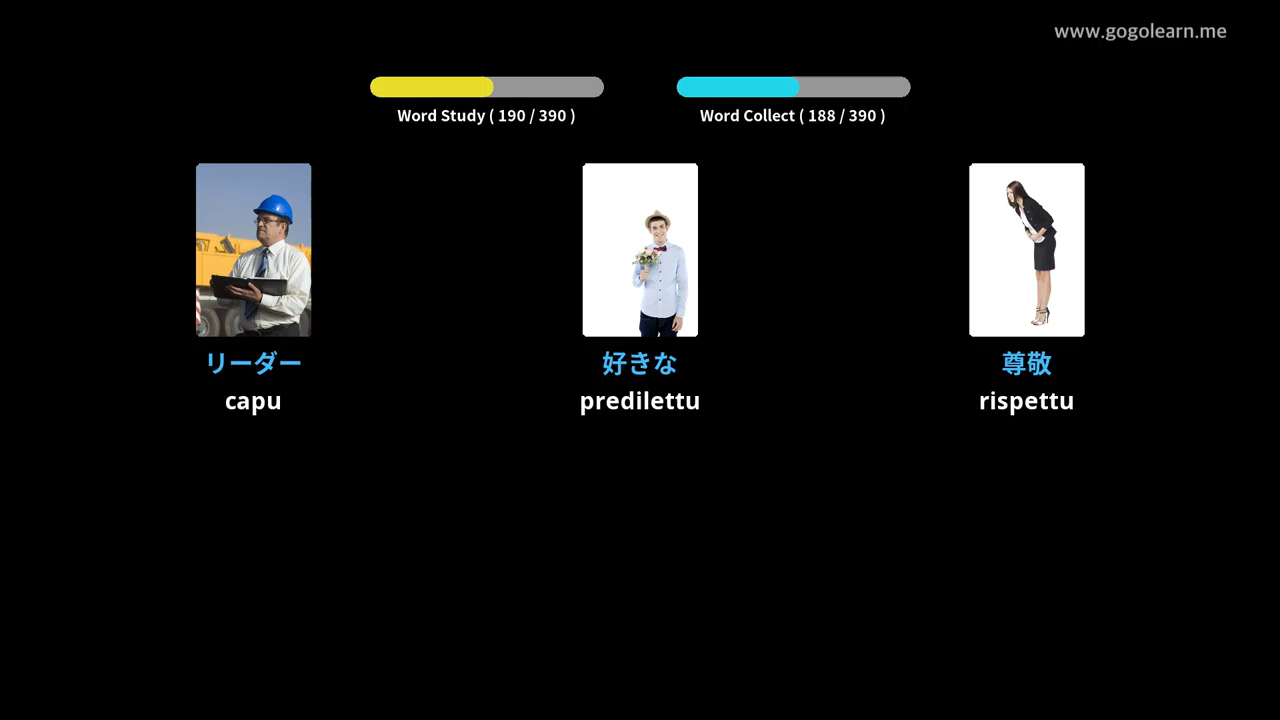 www.gogolearn.me
Word Study ( 190 / 390 )
Word Collect ( 188 / 390 )
リーダー
capu
好きな
predilettu
尊敬
rispettu